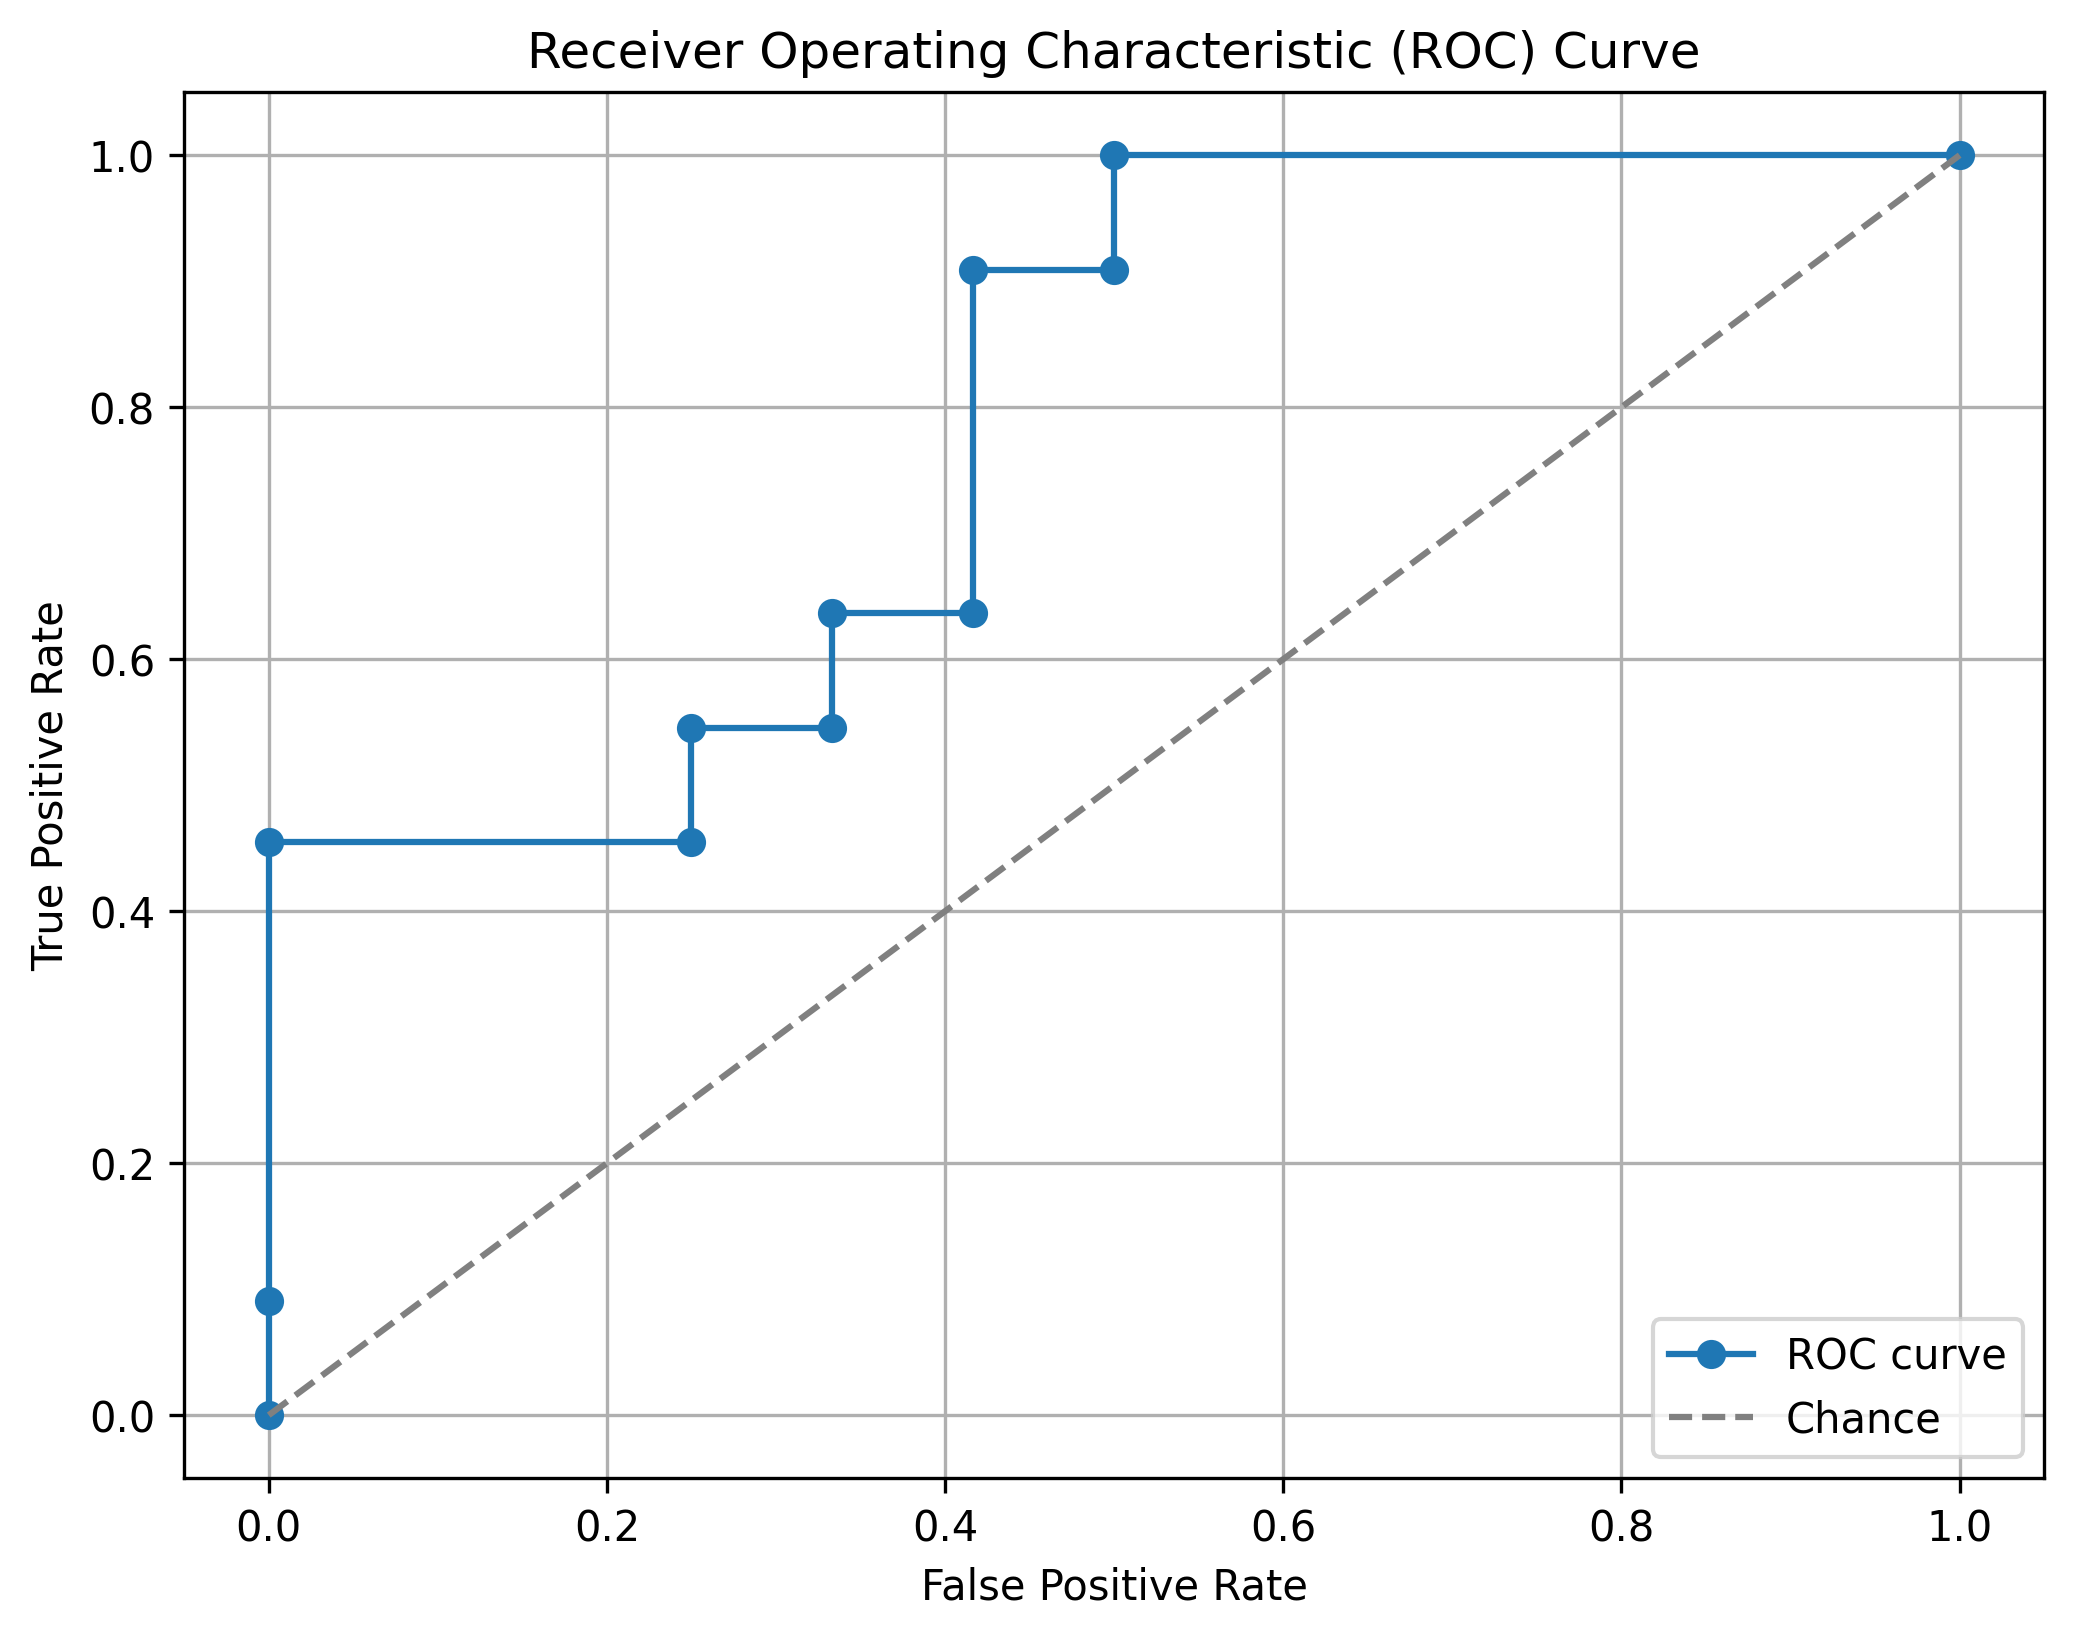 Receiver Operating Characteristic (ROC) Curve
1.0
0.8
0.6
0.4
0.2
0.0
True Positive Rate
0.0 0.2 0.4 0.6 0.8 1.0
False Positive Rate
ROC curve
Chance